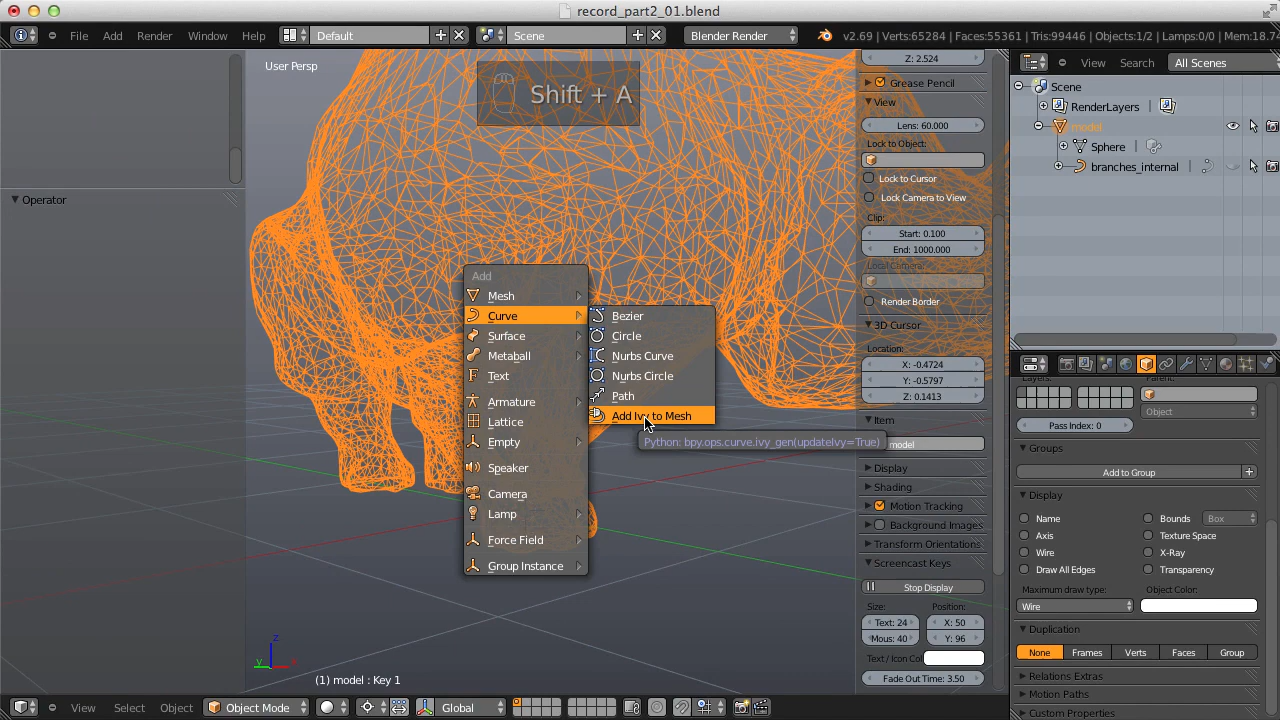 record_part2_01.blend
File Add Render Window Help Default Scene Blender Render v2.69 | Verts:65284 | Faces:55361 | Tris:99446 | Objects:1/2 | Lamps:0/0 | Mem:18.74
User Persp
Shift + A
Operator
Add
Mesh
Curve
Surface
Metaball
Text
Armature
Lattice
Empty
Speaker
Camera
Lamp
Force Field
Group Instance
Bezier
Circle
Nurbs Curve
Nurbs Circle
Path
Add Ivy to Mesh
Python: bpy.ops.curve.ivy_gen(updateIvy=True)
(1) model : Key 1
Z: 2.524
Grease Pencil
View
Lens: 60.000
Lock to Object:
Lock to Cursor
Lock Camera to View
Clip:
Start: 0.100
End: 1000.000
Local Camera:
Render Border
3D Cursor
Location:
X: -0.4724
Y: -0.5797
Z: 0.1413
Item
model
Display
Shading
Motion Tracking
Background Images
Transform Orientations
Screencast Keys
Stop Display
Size: Position:
Text: 24 X: 50
Mous: 40 Y: 96
Text / Icon Col
Fade Out Time: 3.50
View Search All Scenes
Scene
RenderLayers |
model
Sphere |
branches_internal |
Layers: Parent:
Object
Pass Index: 0
Groups
Add to Group
Display
Name Bounds Box
Axis Texture Space
Wire X-Ray
Draw All Edges Transparency
Maximum draw type: Object Color:
Wire
Duplication
None Frames Verts Faces Group
Relations Extras
Motion Paths
Custom Properties
View Select Object Object Mode Global